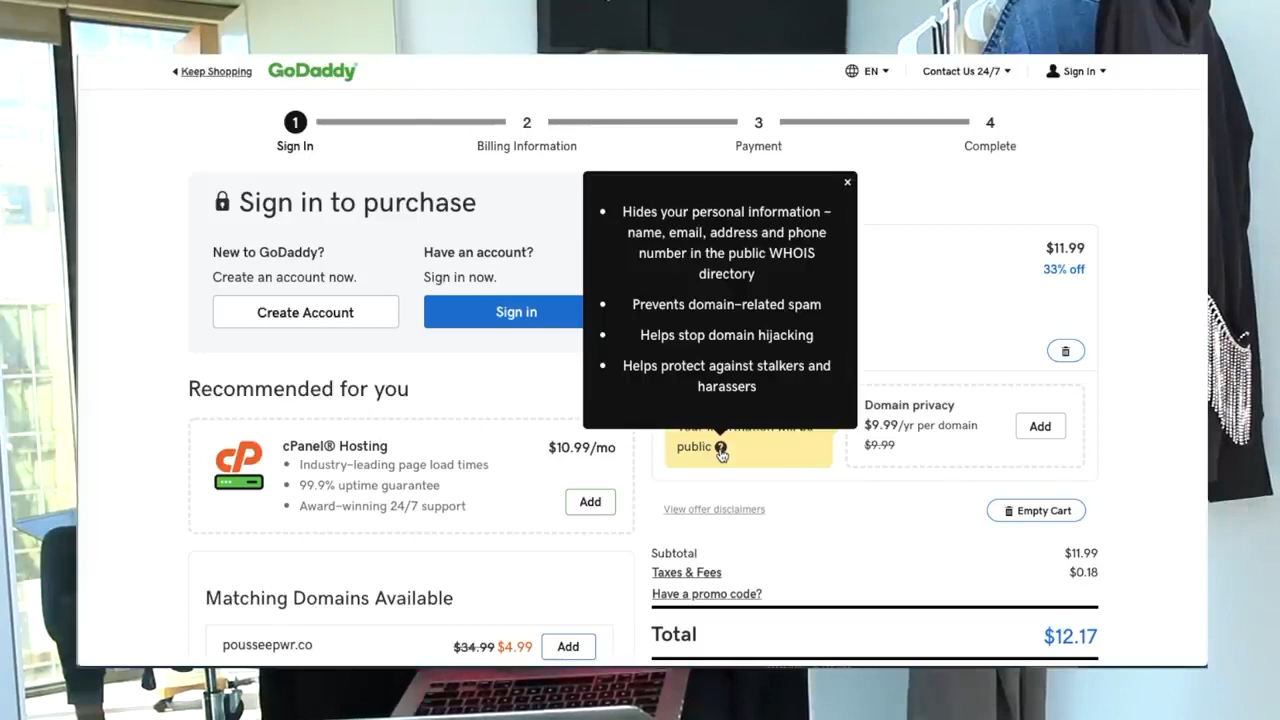 Keep Shopping
GoDaddy
EN
Contact Us 24/7
Sign In
1
2
3
4
Sign In
Billing Information
Payment
Complete
Sign in to purchase
New to GoDaddy?
Create an account now.
Create Account
Have an account?
Sign in now.
Sign in
×
• Hides your personal information –
name, email, address and phone
number in the public WHOIS
directory
• Prevents domain-related spam
• Helps stop domain hijacking
• Helps protect against stalkers and
harassers
$11.99
33% off
public ?
Domain privacy
$9.99/yr per domain
$9.99
Add
Recommended for you
cP
cPanel® Hosting
$10.99/mo
• Industry-leading page load times
• 99.9% uptime guarantee
• Award-winning 24/7 support
Add
View offer disclaimers
Empty Cart
Subtotal
$11.99
Taxes & Fees
$0.18
Have a promo code?
Total
$12.17
Matching Domains Available
pousseepwr.co
$34.99 $4.99
Add